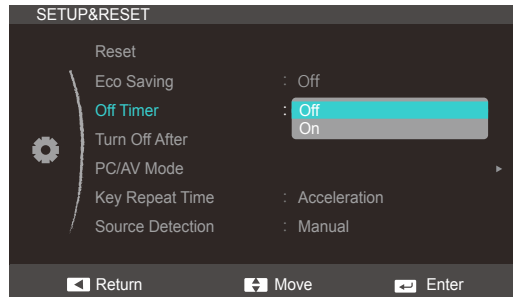 SETUP&RESET
Reset
Eco Saving : Off
Off Timer : Off
On
Turn Off After
PC/AV Mode
Key Repeat Time : Acceleration
Source Detection : Manual
Return Move Enter